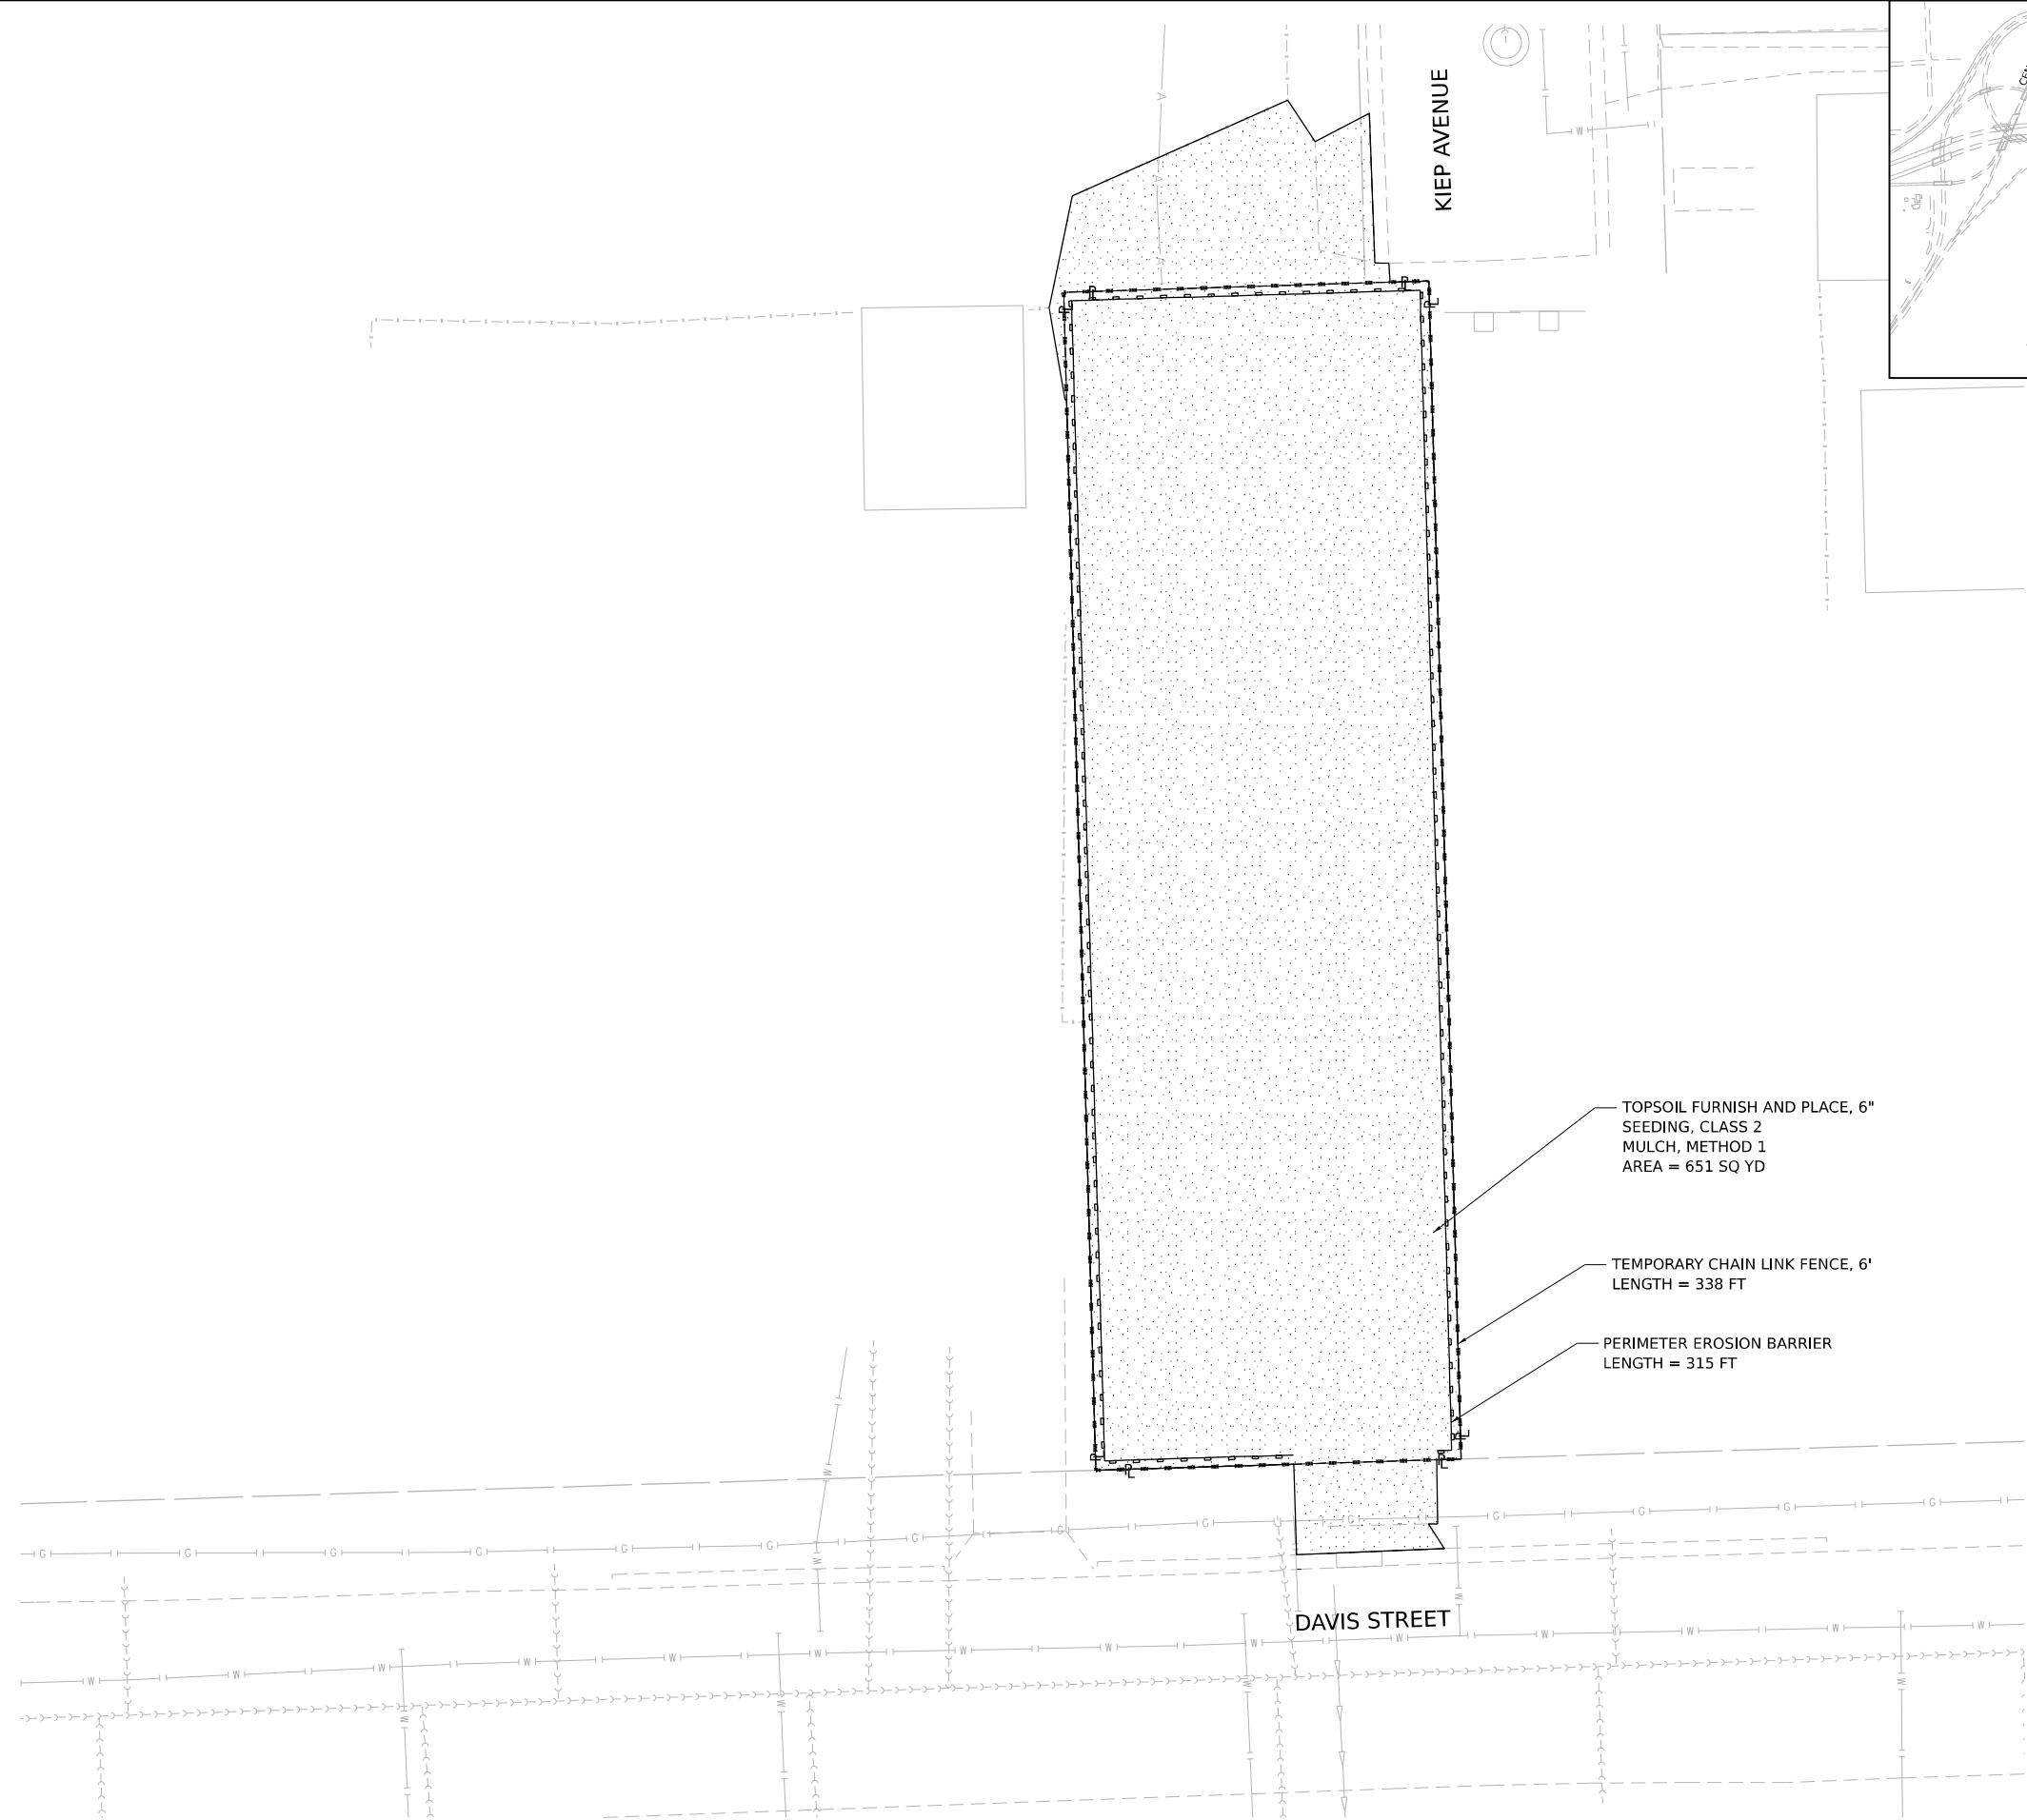 KIEP AVENUE
TOPSOIL FURNISH AND PLACE, 6"
SEEDING, CLASS 2
MULCH, METHOD 1
AREA = 651 SQ YD
TEMPORARY CHAIN LINK FENCE, 6'
LENGTH = 338 FT
PERIMETER EROSION BARRIER
LENGTH = 315 FT
G G G G G G G G G G G G G G
DAVIS STREET
W W W W W W W W W W W W W W